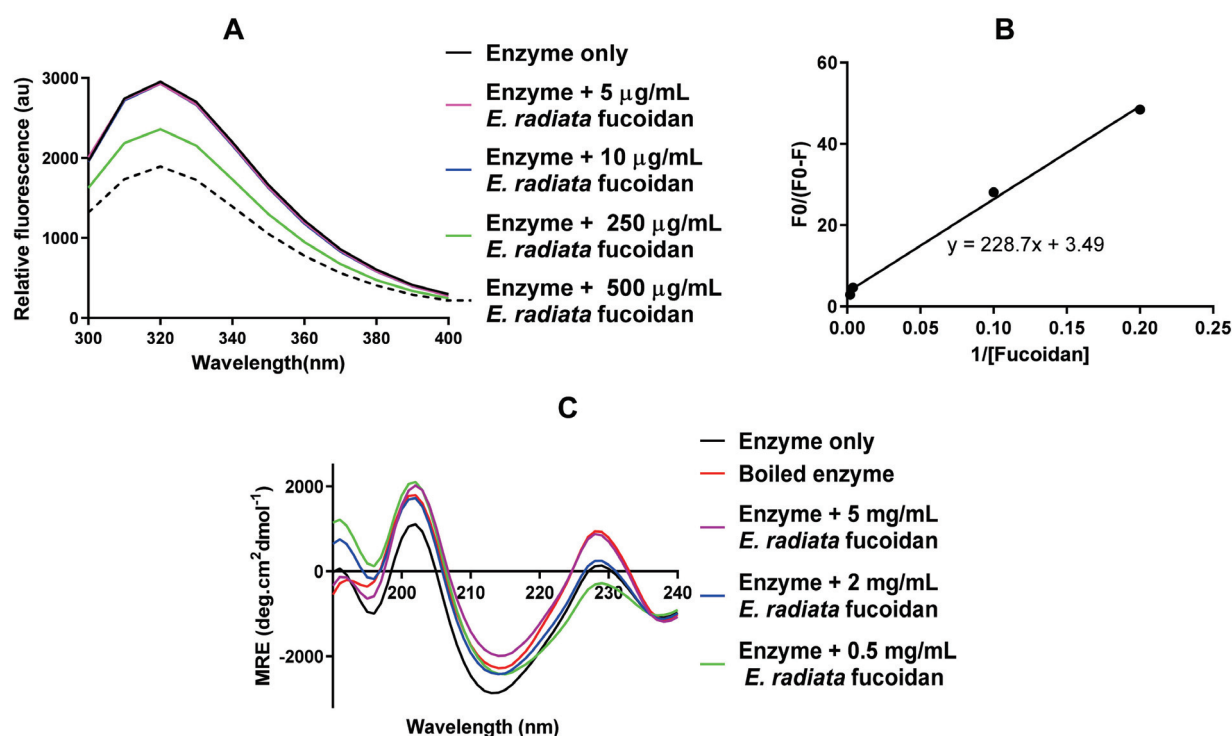 A
Relative fluorescence (au)
3000
2000
1000
0
300
320
340
360
380
400
Wavelength(nm)
Enzyme only
Enzyme + 5 μg/mL
E. radiata fucoidan
Enzyme + 10 μg/mL
E. radiata fucoidan
Enzyme + 250 μg/mL
E. radiata fucoidan
Enzyme + 500 μg/mL
E. radiata fucoidan
B
F0/(F0-F)
60
40
20
0
y = 228.7x + 3.49
0.00
0.05
0.10
0.15
0.20
0.25
1/[Fucoidan]
C
MRE (deg.cm²dmol⁻¹)
2000
0
-2000
200
210
220
230
240
Wavelength (nm)
Enzyme only
Boiled enzyme
Enzyme + 5 mg/mL
E. radiata fucoidan
Enzyme + 2 mg/mL
E. radiata fucoidan
Enzyme + 0.5 mg/mL
E. radiata fucoidan